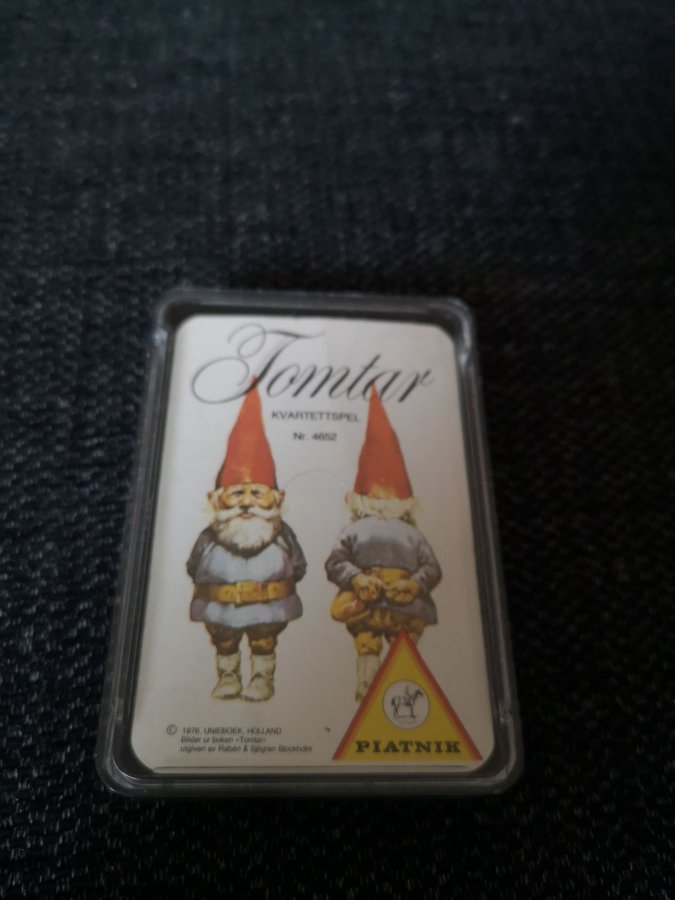 Tomtar
KVARTETTSPEL
Nr. 4652
© 1976, UNIEBOEK, HOLLAND
Bilder ur boken «Tomtar»
utgiven av Rabén & Sjögren Stockholm
PIATNIK